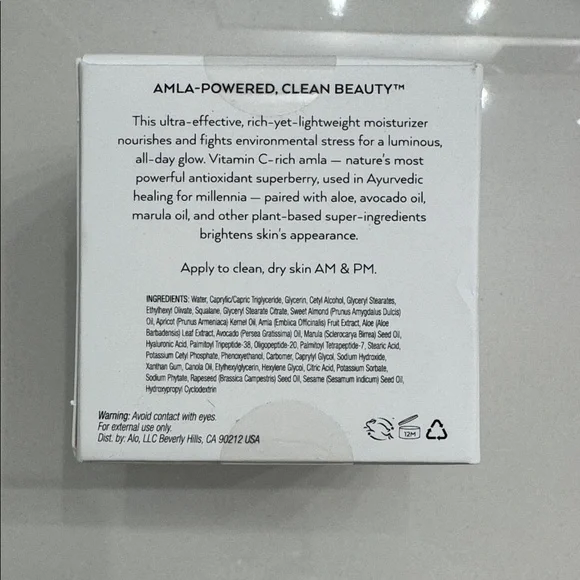 AMLA-POWERED, CLEAN BEAUTY™
This ultra-effective, rich-yet-lightweight moisturizer
nourishes and fights environmental stress for a luminous,
all-day glow. Vitamin C-rich amla — nature's most
powerful antioxidant superberry, used in Ayurvedic
healing for millennia — paired with aloe, avocado oil,
marula oil, and other plant-based super-ingredients
brightens skin's appearance.
Apply to clean, dry skin AM & PM.
INGREDIENTS: Water, Caprylic/Capric Triglyceride, Glycerin, Cetyl Alcohol, Glyceryl Stearates,
Ethylhexyl Olivate, Squalane, Glyceryl Stearate Citrate, Sweet Almond (Prunus Amygdalus Dulcis)
Oil, Apricot (Prunus Armeniaca) Kernel Oil, Amla (Emblica Officinalis) Fruit Extract, Aloe (Aloe
Barbadensis) Leaf Extract, Avocado (Persea Gratissima) Oil, Marula (Sclerocarya Birrea) Seed Oil,
Hyaluronic Acid, Palmitoyl Tripeptide-38, Oligopeptide-20, Palmitoyl Tetrapeptide-7, Stearic Acid,
Potassium Cetyl Phosphate, Phenoxyethanol, Carbomer, Caprylyl Glycol, Sodium Hydroxide,
Xanthan Gum, Canola Oil, Etylhexylglycerin, Hexylene Glycol, Citric Acid, Potassium Sorbate,
Sodium Phytate, Rapeseed (Brassica Campestris) Seed Oil, Sesame (Sesamum Indicum) Seed Oil,
Hydroxypropyl Cyclodextrin
Warning: Avoid contact with eyes.
For external use only.
Dist. by: Alo, LLC Beverly Hills, CA 90212 USA
12M